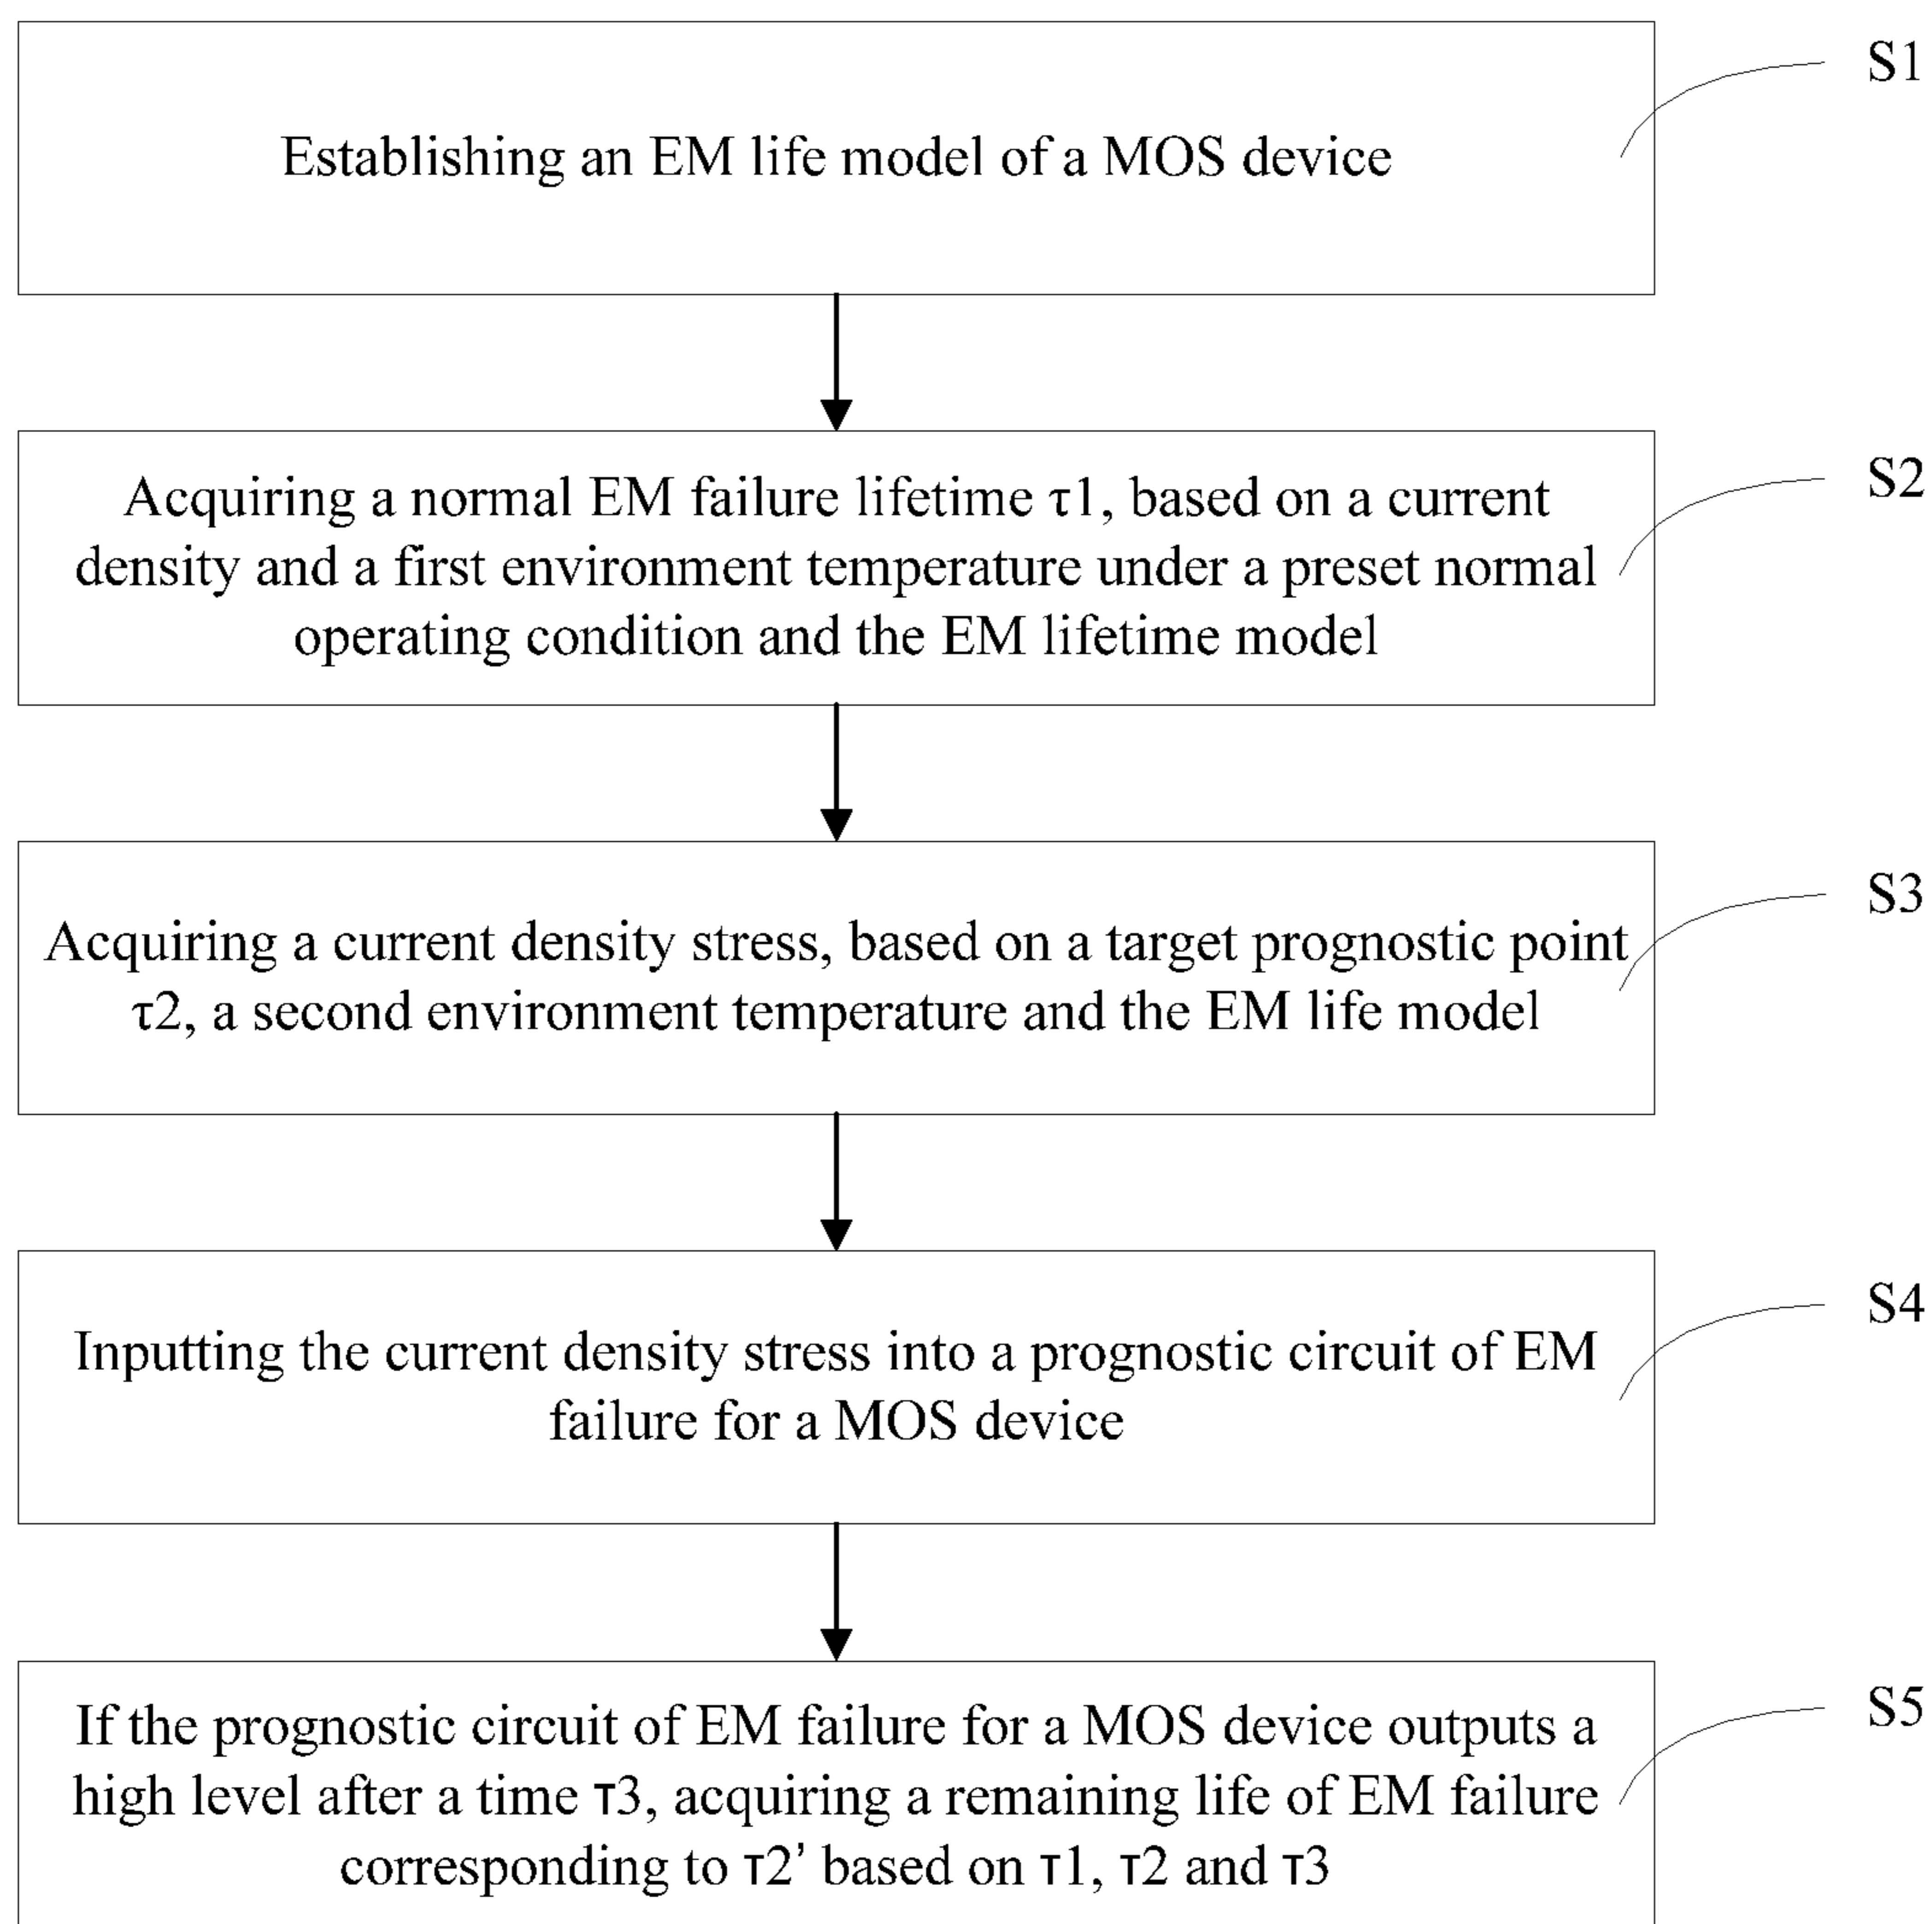 S1
Establishing an EM life model of a MOS device
S2
Acquiring a normal EM failure lifetime τ1, based on a current
density and a first environment temperature under a preset normal
operating condition and the EM lifetime model
S3
Acquiring a current density stress, based on a target prognostic point
τ2, a second environment temperature and the EM life model
S4
Inputting the current density stress into a prognostic circuit of EM
failure for a MOS device
S5
If the prognostic circuit of EM failure for a MOS device outputs a
high level after a time τ3, acquiring a remaining life of EM failure
corresponding to τ2’ based on τ1, τ2 and τ3